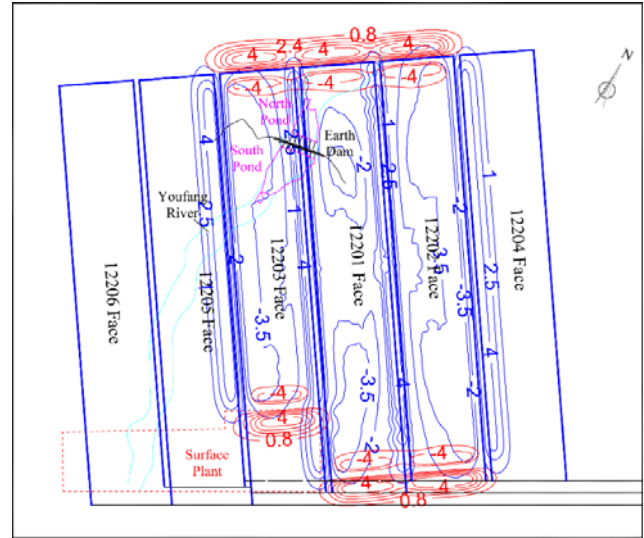 0.8
2.4
4
4
4
-4
-4
-4
North
Pond
South
Pond
Earth
Dam
N
Youfang
River
4
2.5
2
2.5
1
4
-3.5
-2
-3.5
-2
1
2.5
4
-2
-3.5
-2
-3.5
-2
1
2.5
4
12206 Face
12205 Face
12203 Face
12201 Face
12202 Face
12204 Face
-4
4
0.8
-4
-4
4
4
0.8
Surface
Plant